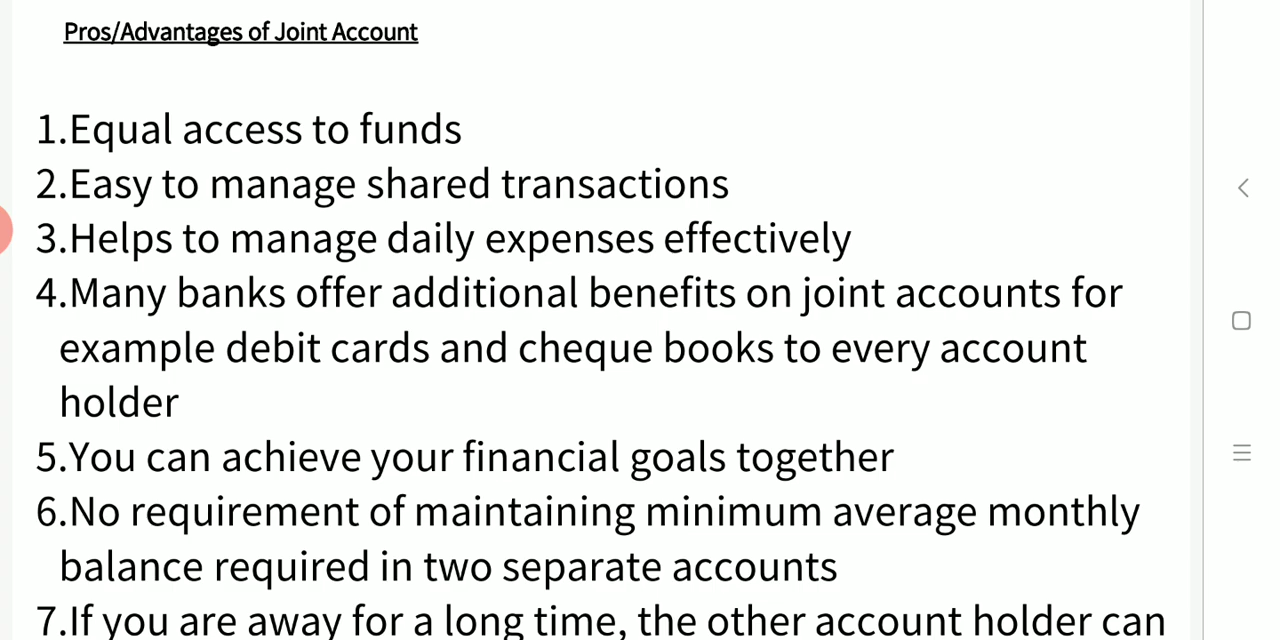 Pros/Advantages of Joint Account
1.Equal access to funds
2.Easy to manage shared transactions
3.Helps to manage daily expenses effectively
4.Many banks offer additional benefits on joint accounts for
example debit cards and cheque books to every account
holder
5.You can achieve your financial goals together
6.No requirement of maintaining minimum average monthly
balance required in two separate accounts
7.If you are away for a long time, the other account holder can